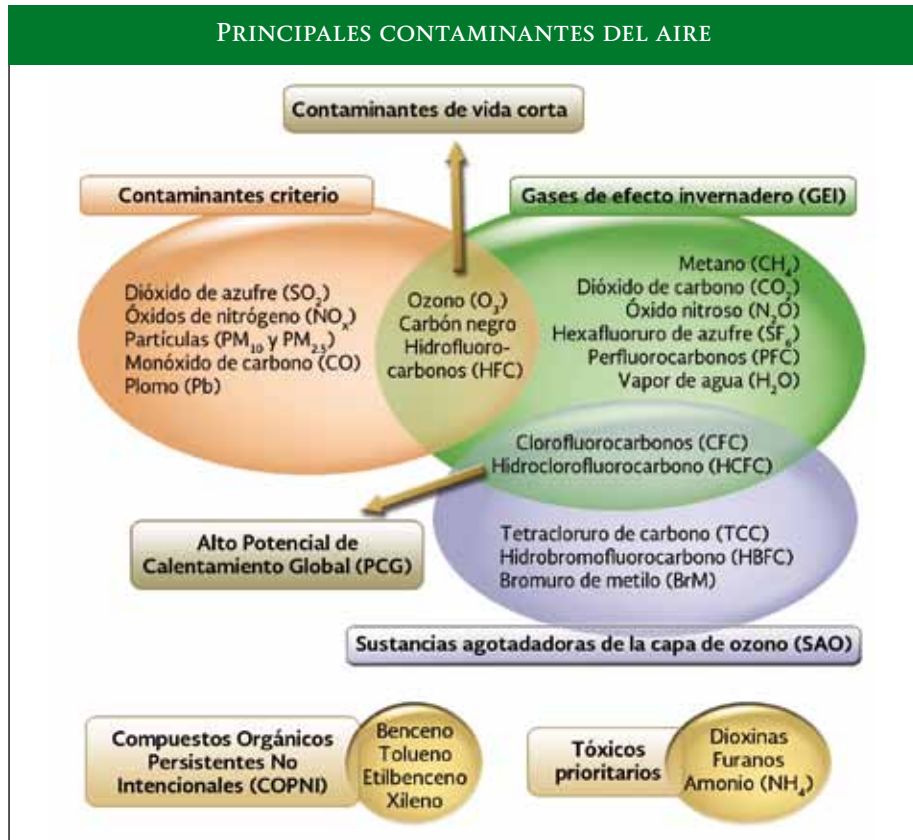 Principales contaminantes del aire
Contaminantes de vida corta
Contaminantes criterio
Gases de efecto invernadero (GEI)
Dióxido de azufre (SO₂)
Óxidos de nitrógeno (NOₓ)
Partículas (PM₁₀ y PM₂.₅)
Monóxido de carbono (CO)
Plomo (Pb)
Ozono (O₃)
Carbón negro
Hidrofluoro-
carbonos (HFC)
Metano (CH₄)
Dióxido de carbono (CO₂)
Óxido nitroso (N₂O)
Hexafluoruro de azufre (SF₆)
Perfluorocarbonos (PFC)
Vapor de agua (H₂O)
Clorofluorocarbonos (CFC)
Hidroclorofluorocarbono (HCFC)
Alto Potencial de
Calentamiento Global (PCG)
Tetracloruro de carbono (TCC)
Hidrobromofluorocarbono (HBFC)
Bromuro de metilo (BrM)
Sustancias agotadadoras de la capa de ozono (SAO)
Compuestos Orgánicos
Persistentes No
Intencionales (COPNI)
Benceno
Tolueno
Etilbenceno
Xileno
Tóxicos
prioritarios
Dioxinas
Furanos
Amonio (NH₄)